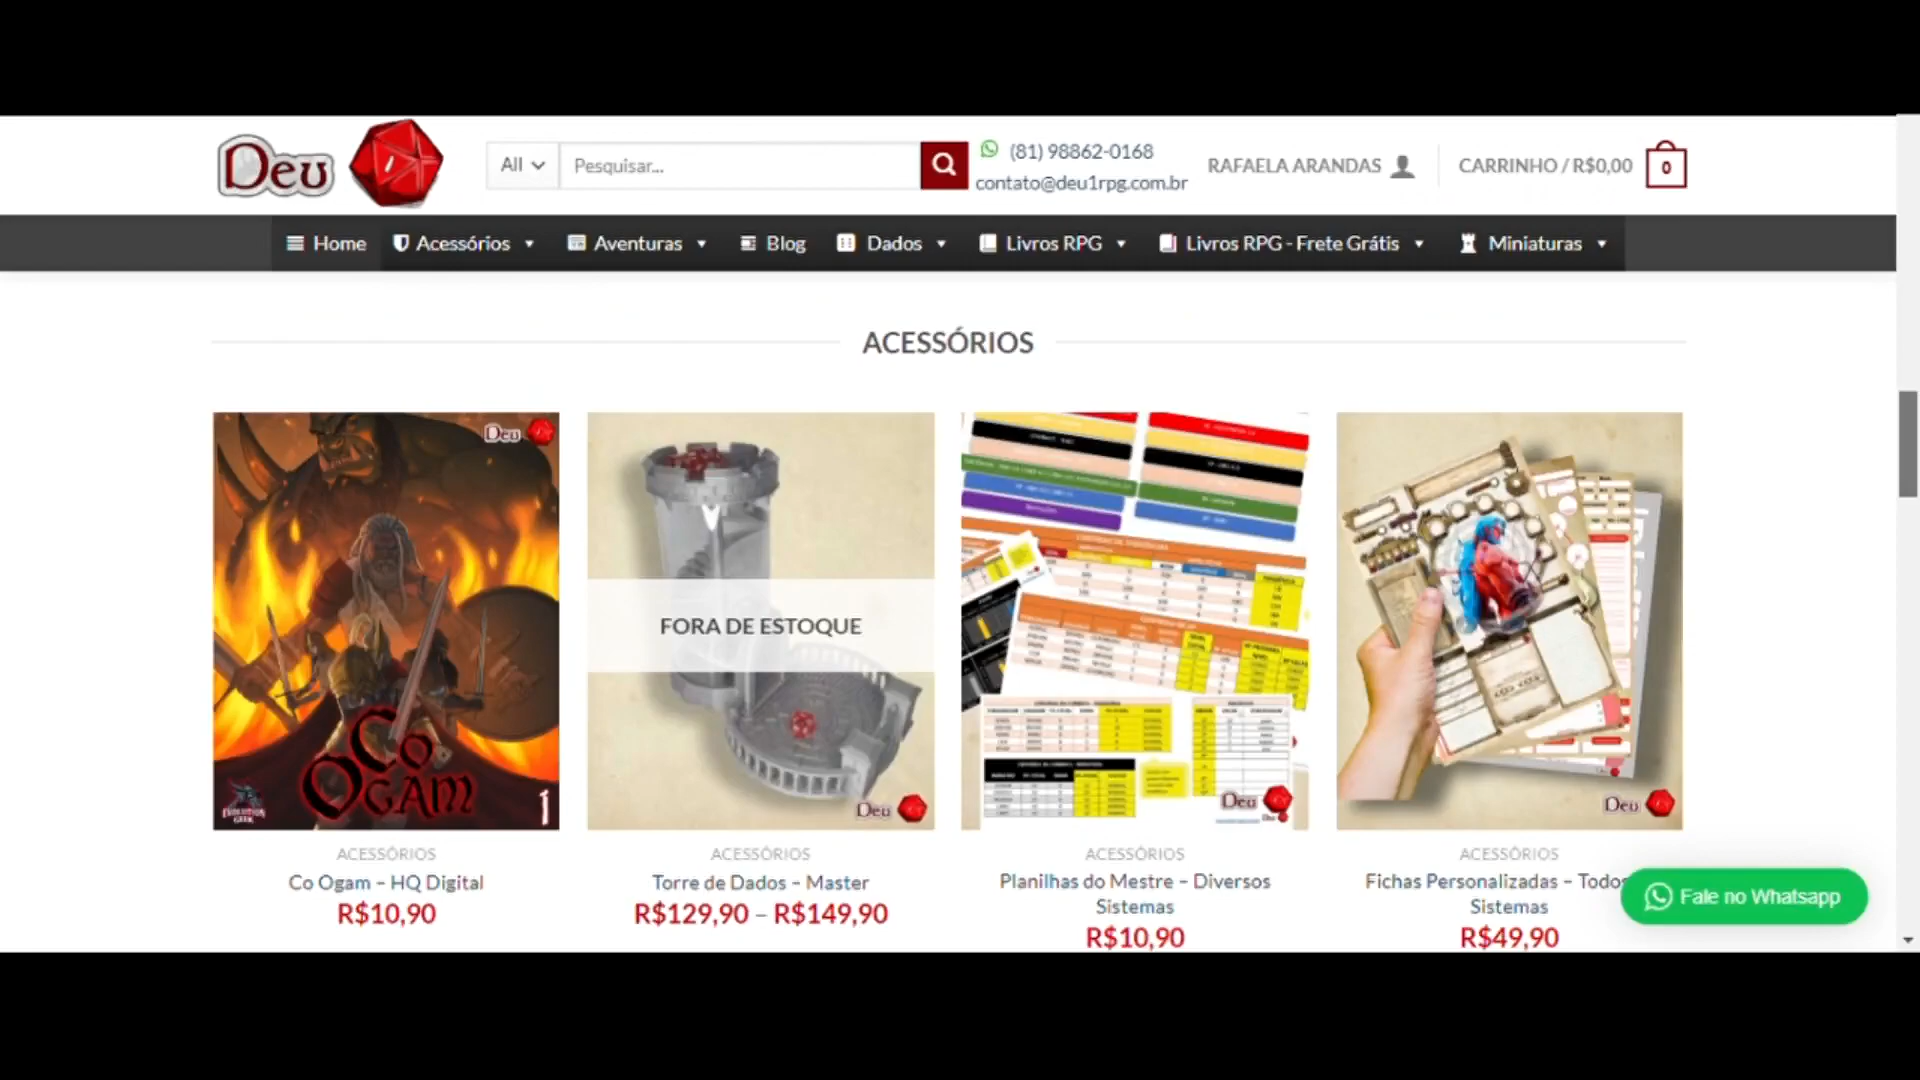 Deu
All
Pesquisar...
(81) 98862-0168
contato@deu1rpg.com.br
RAFAELA ARANDAS
CARRINHO / R$0,00
0
Home
Acessórios
Aventuras
Blog
Dados
Livros RPG
Livros RPG - Frete Grátis
Miniaturas
ACESSÓRIOS
Deu
Co
Ogam
1
EVOLUTION
GEEK
FORA DE ESTOQUE
Deu
Deu
Deu
ACESSÓRIOS
Co Ogam – HQ Digital
R$10,90
ACESSÓRIOS
Torre de Dados – Master
R$129,90 – R$149,90
ACESSÓRIOS
Planilhas do Mestre – Diversos
Sistemas
R$10,90
ACESSÓRIOS
Fichas Personalizadas – Todos
Sistemas
R$49,90
Fale no Whatsapp